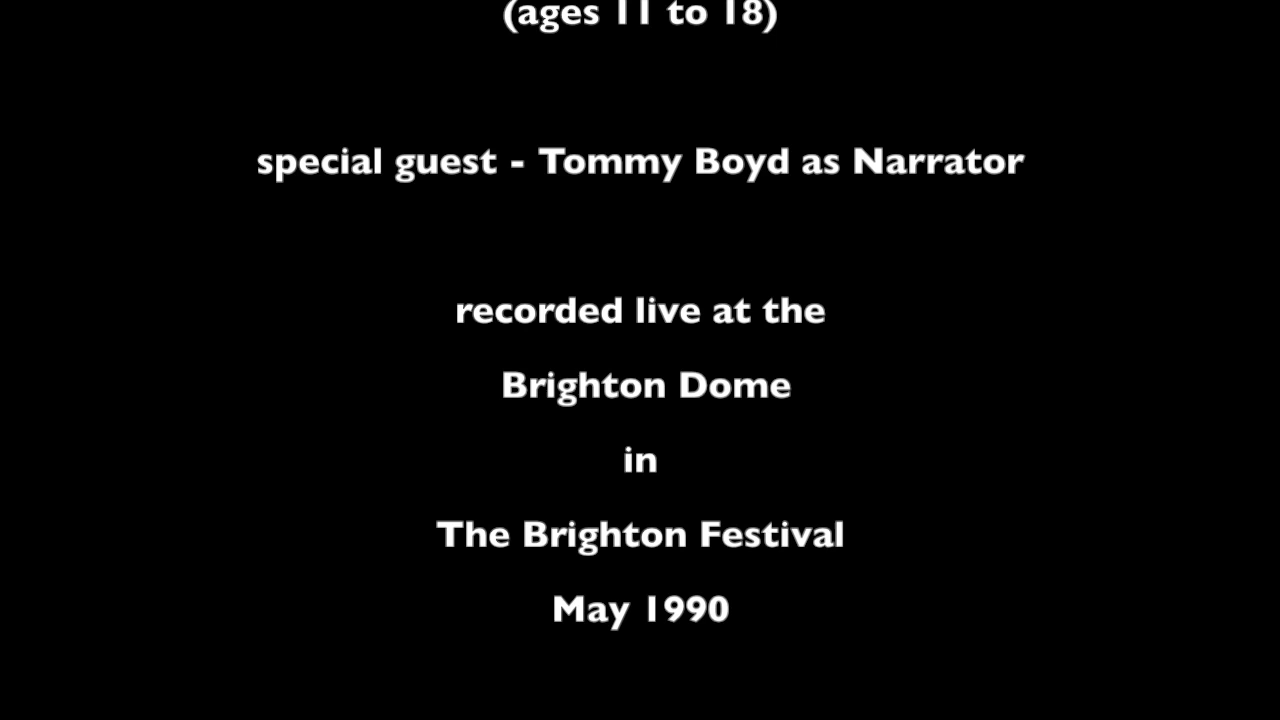 (ages 11 to 18)
special guest - Tommy Boyd as Narrator
recorded live at the
Brighton Dome
in
The Brighton Festival
May 1990